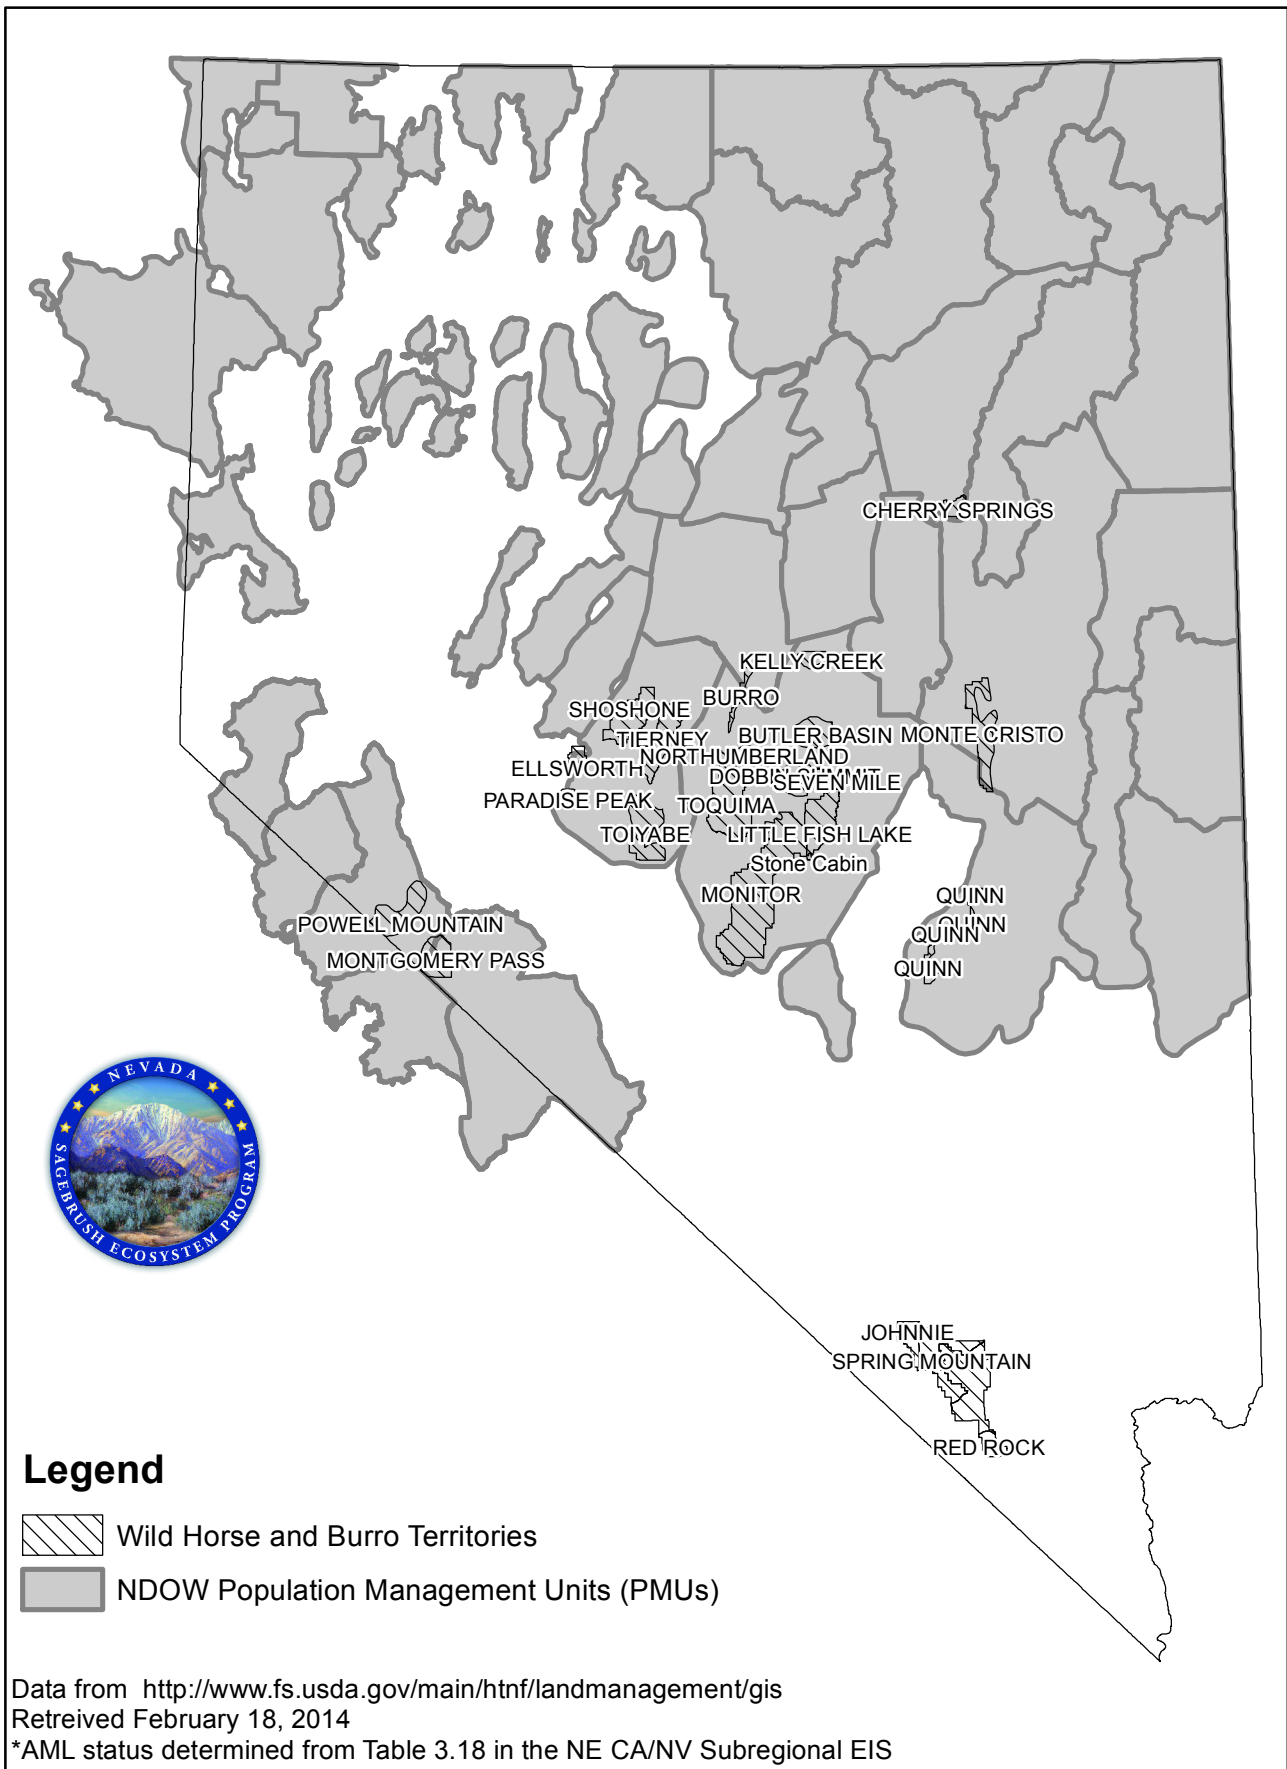 CHERRY SPRINGS
KELLY CREEK
BURRO
SHOSHONE
TIERNEY
BUTLER BASIN
MONTE CRISTO
NORTHUMBERLAND
ELLSWORTH
DOBBIN SUMMIT
SEVEN MILE
PARADISE PEAK
TOQUIMA
TOIYABE
LITTLE FISH LAKE
Stone Cabin
MONITOR
QUINN
QUINN
QUINN
QUINN
POWELL MOUNTAIN
MONTGOMERY PASS
NEVADA
SAGEBRUSH ECOSYSTEM PROGRAM
JOHNNIE
SPRING MOUNTAIN
RED ROCK
Legend
Wild Horse and Burro Territories
NDOW Population Management Units (PMUs)
Data from http://www.fs.usda.gov/main/htnf/landmanagement/gis
Retreived February 18, 2014
*AML status determined from Table 3.18 in the NE CA/NV Subregional EIS